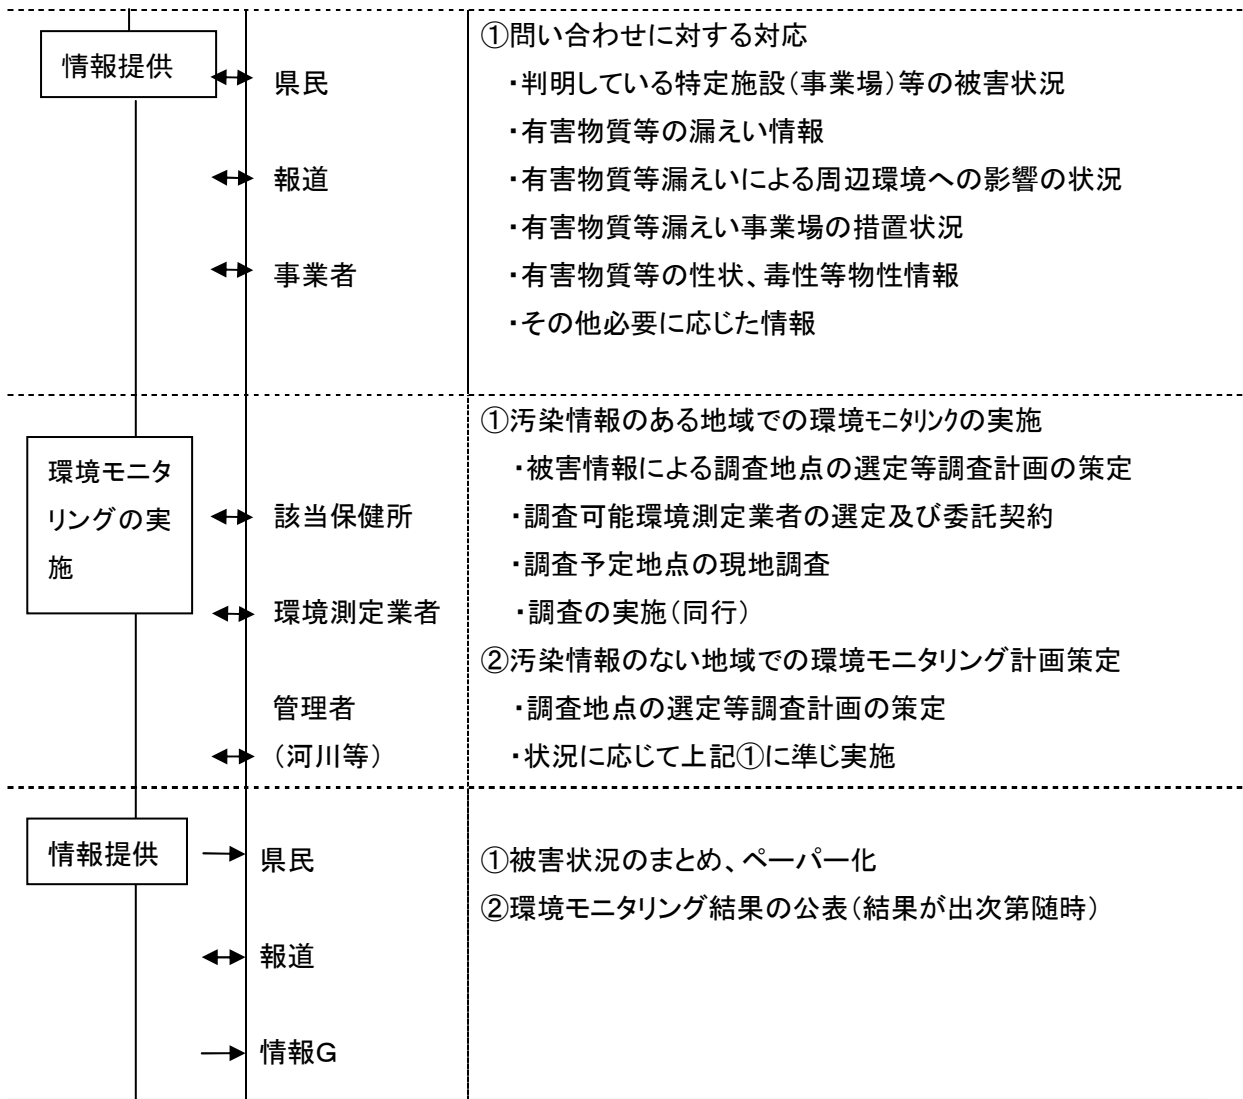 情報提供
県民
報道
事業者
①問い合わせに対する対応
・判明している特定施設(事業場)等の被害状況
・有害物質等の漏えい情報
・有害物質等漏えいによる周辺環境への影響の状況
・有害物質等漏えい事業場の措置状況
・有害物質等の性状、毒性等物性情報
・その他必要に応じた情報
環境モニタ
リングの実
施
該当保健所
環境測定業者
管理者
(河川等)
①汚染情報のある地域での環境ﾓﾆﾀﾘﾝｸの実施
・被害情報による調査地点の選定等調査計画の策定
・調査可能環境測定業者の選定及び委託契約
・調査予定地点の現地調査
・調査の実施(同行)
②汚染情報のない地域での環境モニタリング計画策定
・調査地点の選定等調査計画の策定
・状況に応じて上記①に準じ実施
情報提供
県民
報道
情報G
①被害状況のまとめ、ペーパー化
②環境モニタリング結果の公表(結果が出次第随時)